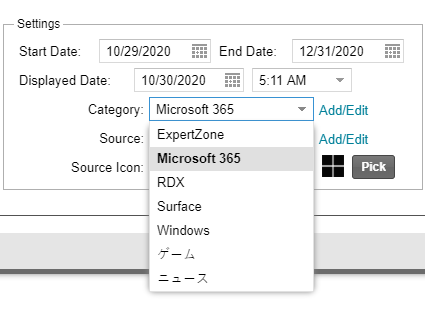 Settings
Start Date: 10/29/2020 End Date: 12/31/2020
Displayed Date: 10/30/2020 5:11 AM
Category: Microsoft 365 Add/Edit
ExpertZone
Source: Add/Edit
Microsoft 365
Source Icon: Pick
RDX
Surface
Windows
ゲーム
ニュース